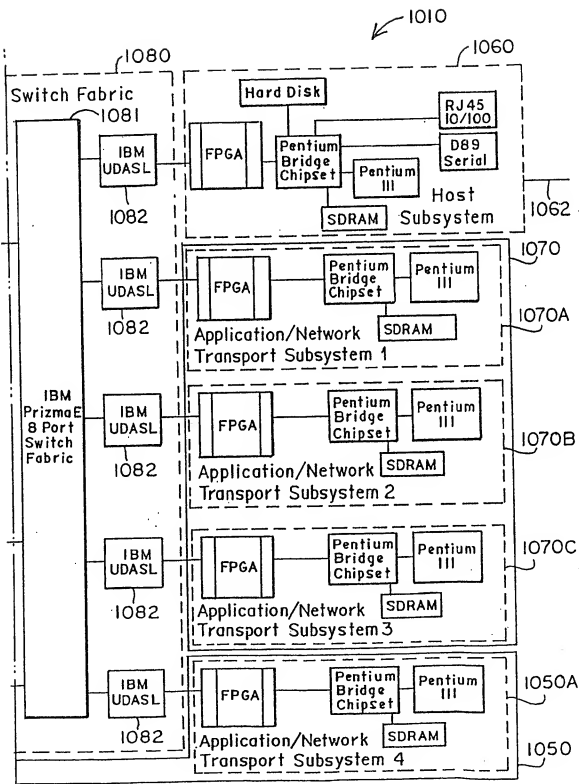 1010
1080
1060
Switch Fabric
1081
Hard Disk
RJ45
10/100
IBM
UDASL
FPGA
Pentium
Bridge
Chipset
D89
Serial
Pentium
III
1082
Host
Subsystem
SDRAM
1062
1070
IBM
UDASL
FPGA
Pentium
Bridge
Chipset
Pentium
III
1070A
1082
SDRAM
Application/Network
Transport Subsystem 1
IBM
PrizmaE
8 Port
Switch
Fabric
IBM
UDASL
FPGA
Pentium
Bridge
Chipset
Pentium
III
1070B
1082
SDRAM
Application/Network
Transport Subsystem 2
IBM
UDASL
FPGA
Pentium
Bridge
Chipset
Pentium
III
1070C
1082
SDRAM
Application/Network
Transport Subsystem 3
IBM
UDASL
FPGA
Pentium
Bridge
Chipset
Pentium
III
1050A
1082
SDRAM
Application/Network
Transport Subsystem 4
1050